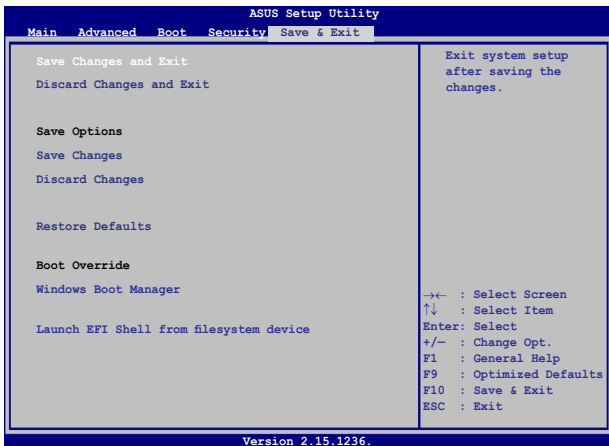 ASUS Setup Utility
Main Advanced Boot Security Save & Exit
Save Changes and Exit
Discard Changes and Exit
Save Options
Save Changes
Discard Changes
Restore Defaults
Boot Override
Windows Boot Manager
Launch EFI Shell from filesystem device
Exit system setup
after saving the
changes.
→← : Select Screen
↑↓ : Select Item
Enter: Select
+/— : Change Opt.
F1 : General Help
F9 : Optimized Defaults
F10 : Save & Exit
ESC : Exit
Version 2.15.1236.